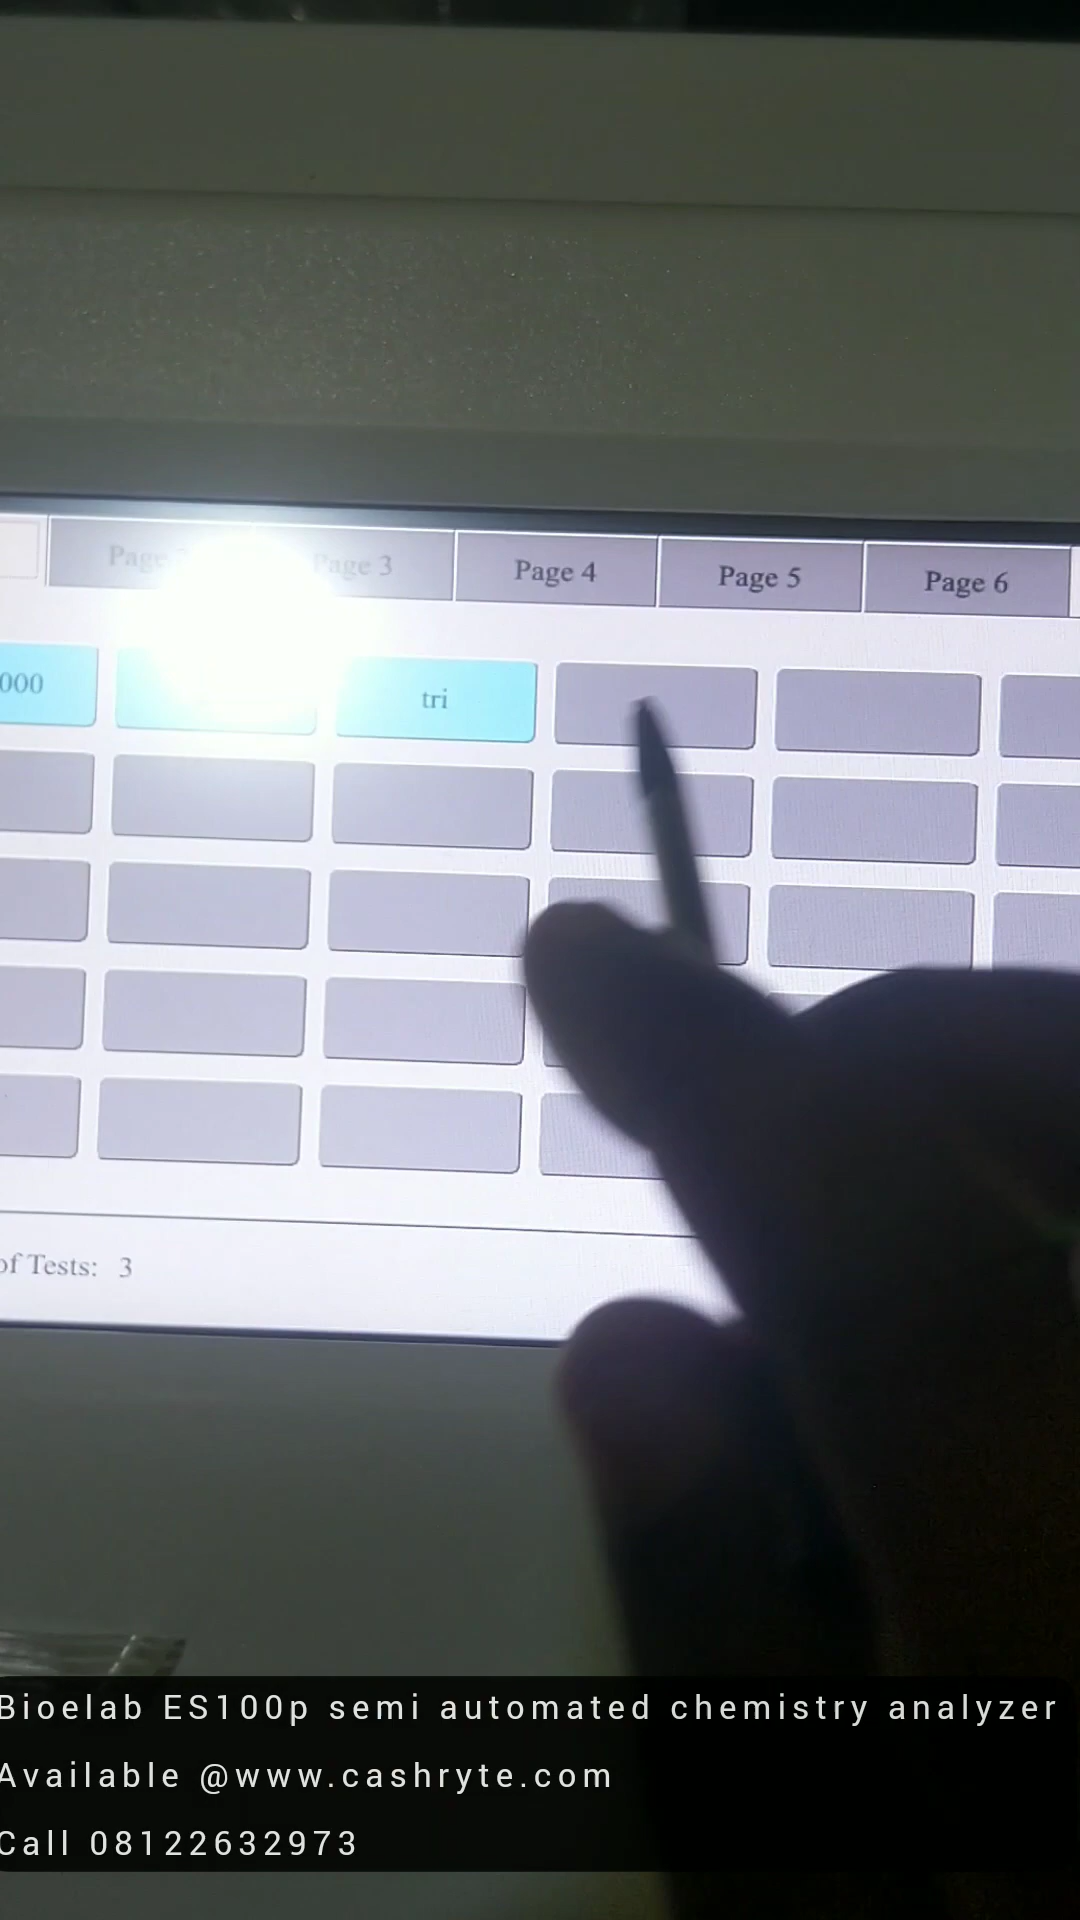 Page
Page 3
Page 4
Page 5
Page 6
000
tri
of Tests: 3
Bioelab ES100p semi automated chemistry analyzer
Available @www.cashryte.com
Call 08122632973